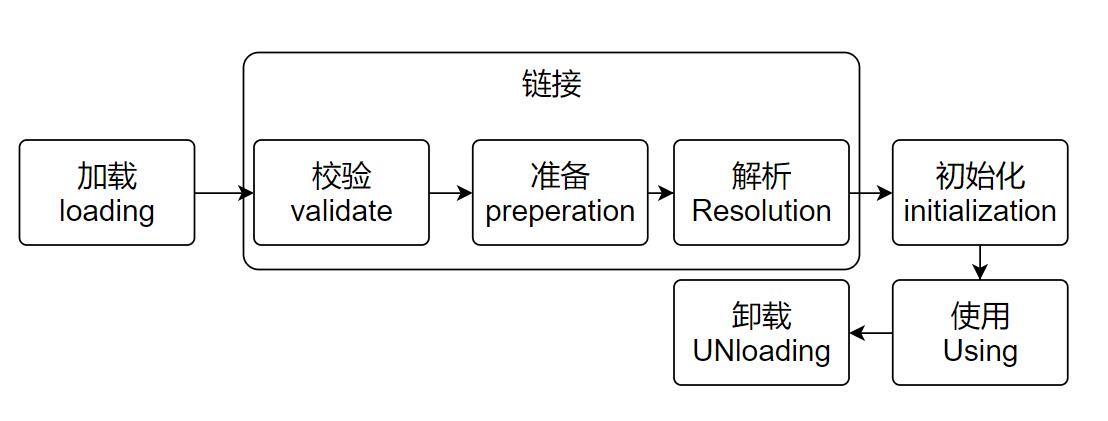 链接
加载
loading
校验
validate
准备
preperation
解析
Resolution
初始化
initialization
使用
Using
卸载
UNloading